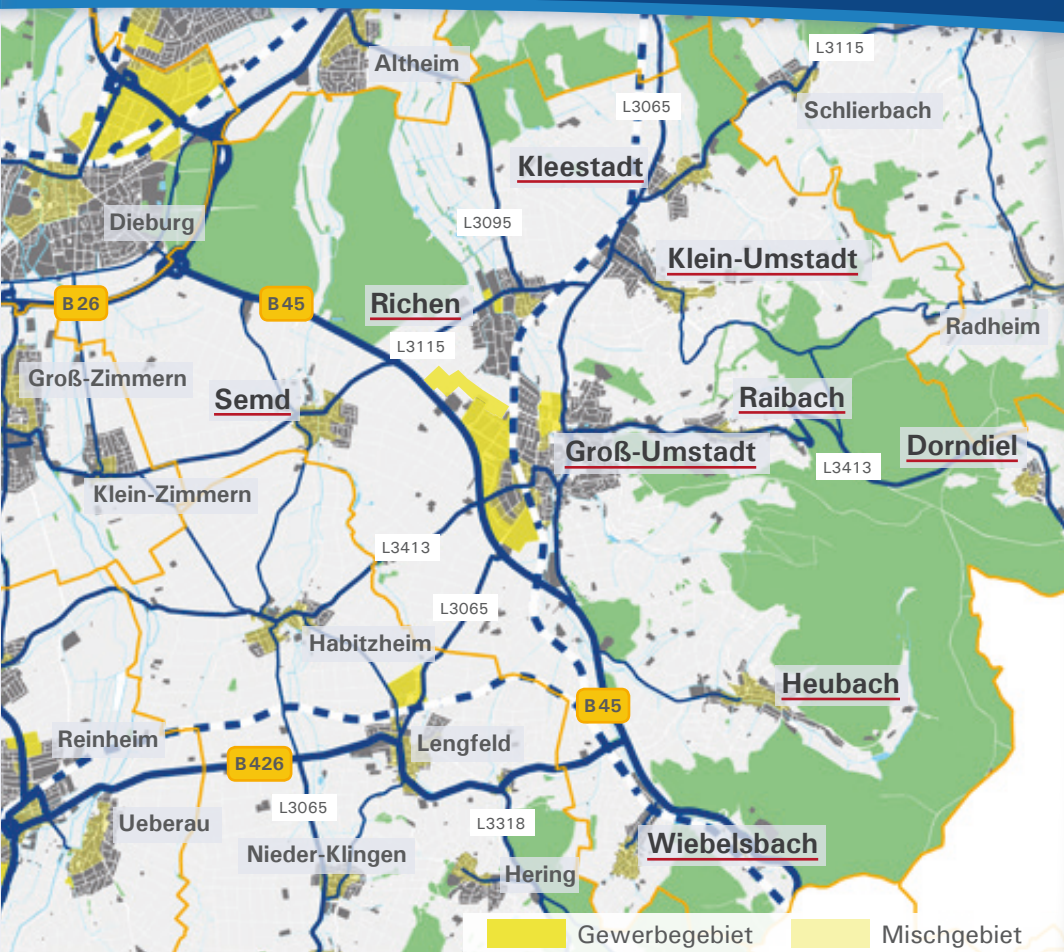 L3115
Altheim
L3065
Schlierbach
Kleestadt
Dieburg
L3095
Klein-Umstadt
B 26
B 45
Richen
Radheim
L3115
Groß-Zimmern
Semd
Raibach
Groß-Umstadt
Dorndiel
L3413
Klein-Zimmern
L3413
L3065
Habitzheim
Heubach
B 45
Reinheim
Lengfeld
B 426
L3065
Ueberau
L3318
Wiebelsbach
Nieder-Klingen
Hering
Gewerbegebiet
Mischgebiet